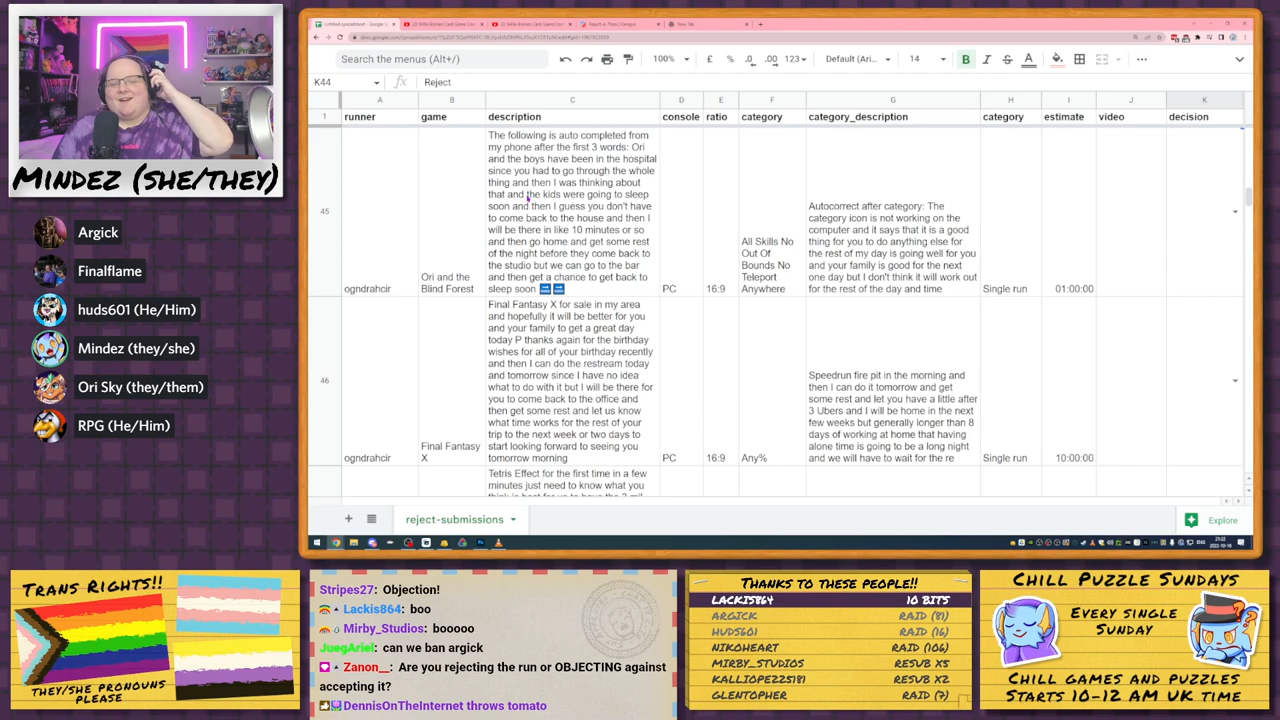 Untitled spreadsheet - Google S
Search the menus (Alt+/)
100%
£
%
.0
.00
123
Default (Ari...
14
B
I
S
A
K44
fx
Reject
A
B
C
D
E
F
G
H
I
J
K
1
runner
game
description
console
ratio
category
category_description
category
estimate
video
decision
45
ogndrahcir
Ori and the
Blind Forest
The following is auto completed from
my phone after the first 3 words: Ori
and the boys have been in the hospital
since you had to go through the whole
thing and then I was thinking about
that and the kids were going to sleep
soon and then I guess you don't have
to come back to the house and then I
will be there in like 10 minutes or so
and then go home and get some rest
of the night before they come back to
the studio but we can go to the bar
and then get a chance to get back to
sleep soon
PC
16:9
All Skills No
Out Of
Bounds No
Teleport
Anywhere
Autocorrect after category: The
category icon is not working on the
computer and it says that it is a good
thing for you to do anything else for
the rest of my day is going well for you
and your family is good for the next
one day but I don't think it will work out
for the rest of the day and time
Single run
01:00:00
46
ogndrahcir
Final Fantasy
X
Final Fantasy X for sale in my area
and hopefully it will be better for you
and your family to get a great day
today P thanks again for the birthday
wishes for all of your birthday recently
and then I can do the restream today
and tomorrow since I have no idea
what to do with it but I will be there for
you to come back to the office and
then get some rest and let us know
what time works for the rest of your
trip to the next week or two days to
start looking forward to seeing you
tomorrow morning
PC
16:9
Any%
Speedrun fire pit in the morning and
then I can do it tomorrow and get
some rest and let you have a little after
3 Ubers and I will be home in the next
few weeks but generally longer than 8
days of working at home that having
alone time is going to be a long night
and we will have to wait for the re
Single run
10:00:00
Tetris Effect for the first time in a few
minutes just need to know what you
reject-submissions
Explore
21:22
2022-10-16
Mindez (she/they)
Argick
Finalflame
huds601 (He/Him)
Mindez (they/she)
Ori Sky (they/them)
RPG (He/Him)
Trans Rights!!
They/she pronouns
please
Stripes27: Objection!
Lackis864: boo
Mirby_Studios: booooo
JuegAriel: can we ban argick
Zanon__: Are you rejecting the run or OBJECTING against
accepting it?
DennisOnTheInternet throws tomato
Thanks to these people!!
Lackis864 10 bits
Argick Raid (81)
Huds601 Raid (16)
Nikoheart Raid (106)
Mirby_Studios Resub x5
Kalliope225181 Resub x2
Glentopher Raid (7)
Chill Puzzle Sundays
Every single
Sunday
Chill games and puzzles
Starts 10-12 AM UK time